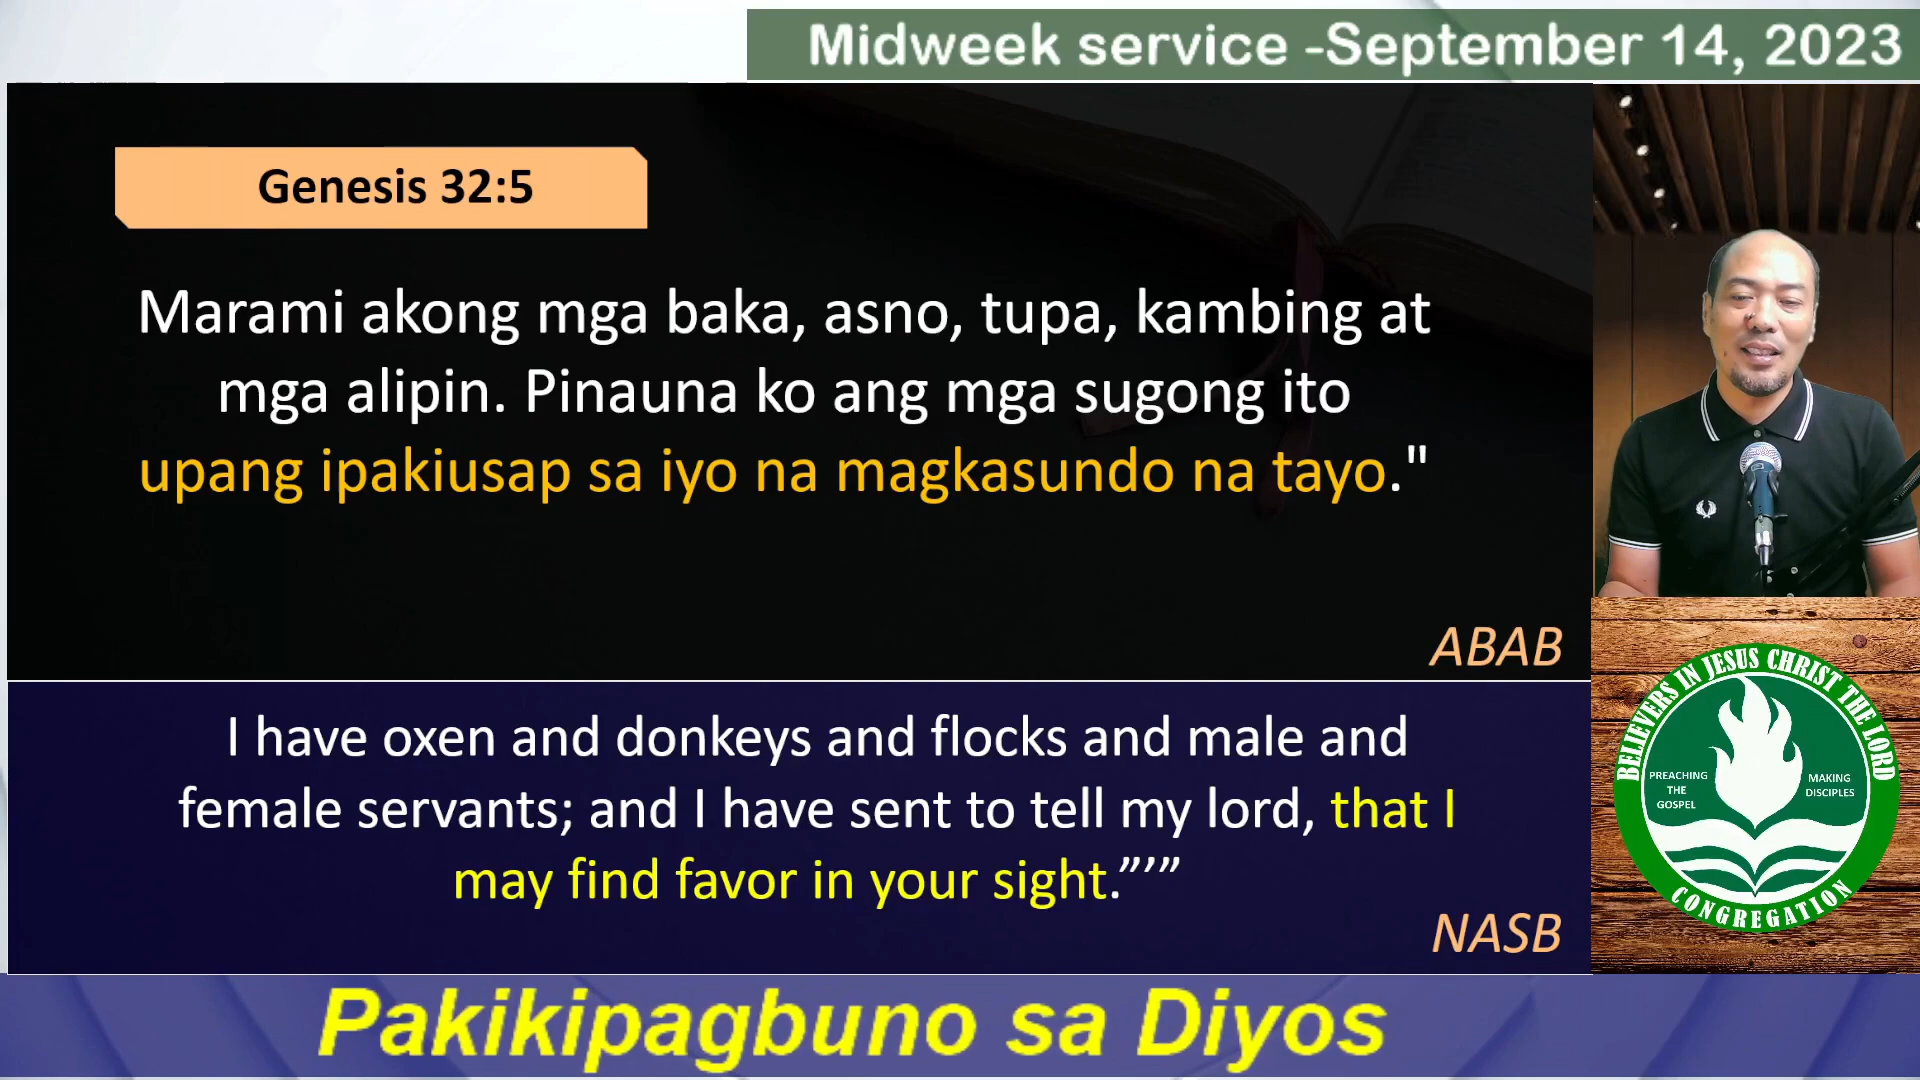 Midweek service -September 14, 2023
Genesis 32:5
Marami akong mga baka, asno, tupa, kambing at
mga alipin. Pinauna ko ang mga sugong ito
upang ipakiusap sa iyo na magkasundo na tayo."
ABAB
I have oxen and donkeys and flocks and male and
female servants; and I have sent to tell my lord, that I
may find favor in your sight.”’”
NASB
BELIEVERS IN JESUS CHRIST THE LORD
PREACHING
THE
GOSPEL
MAKING
DISCIPLES
CONGREGATION
Pakikipagbuno sa Diyos